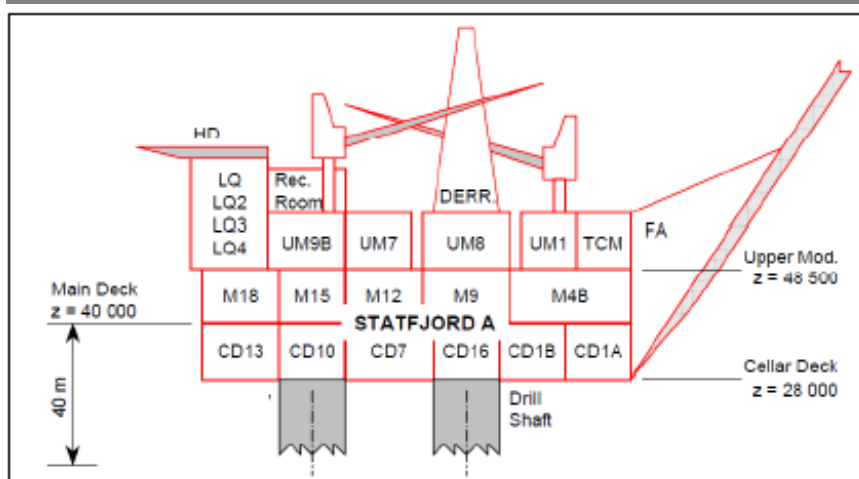 HD
LQ
LQ2
LQ3
LQ4
Rec.
Room
DERR.
UM9B
UM7
UM8
UM1
TCM
FA
Upper Mod.
z = 48 500
Main Deck
z = 40 000
M18
M15
M12
M9
M4B
STATFJORD A
CD13
CD10
CD7
CD16
CD1B
CD1A
Cellar Deck
z = 28 000
40 m
Drill
Shaft